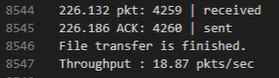 8544 226.132 pkt: 4259 | received
8545 226.186 ACK: 4260 | sent
8546 File transfer is finished.
8547 Throughput : 18.87 pkts/sec